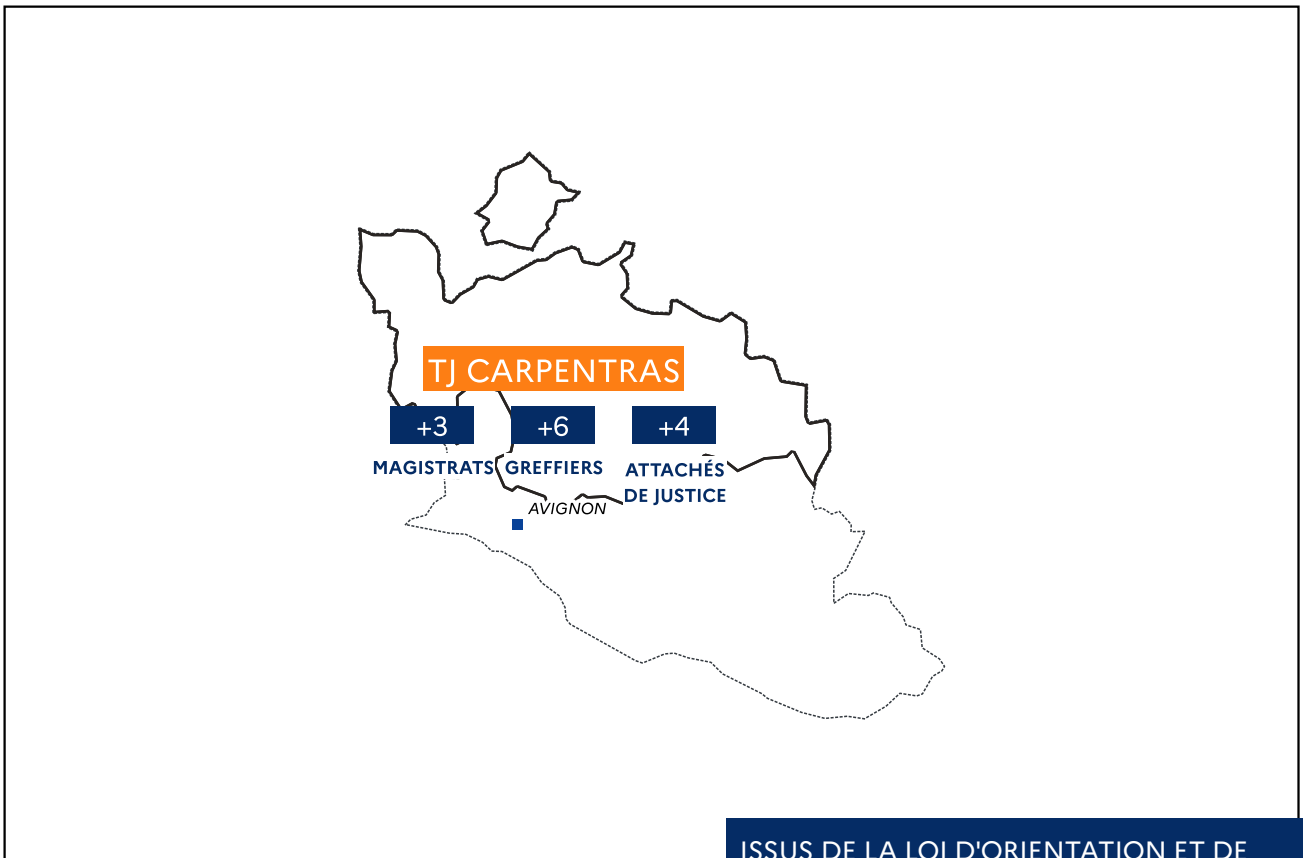 TJ CARPENTRAS
+3
+6
+4
MAGISTRATS
GREFFIERS
ATTACHÉS
DE JUSTICE
AVIGNON
ISSUS DE LA LOI D'ORIENTATION ET DE